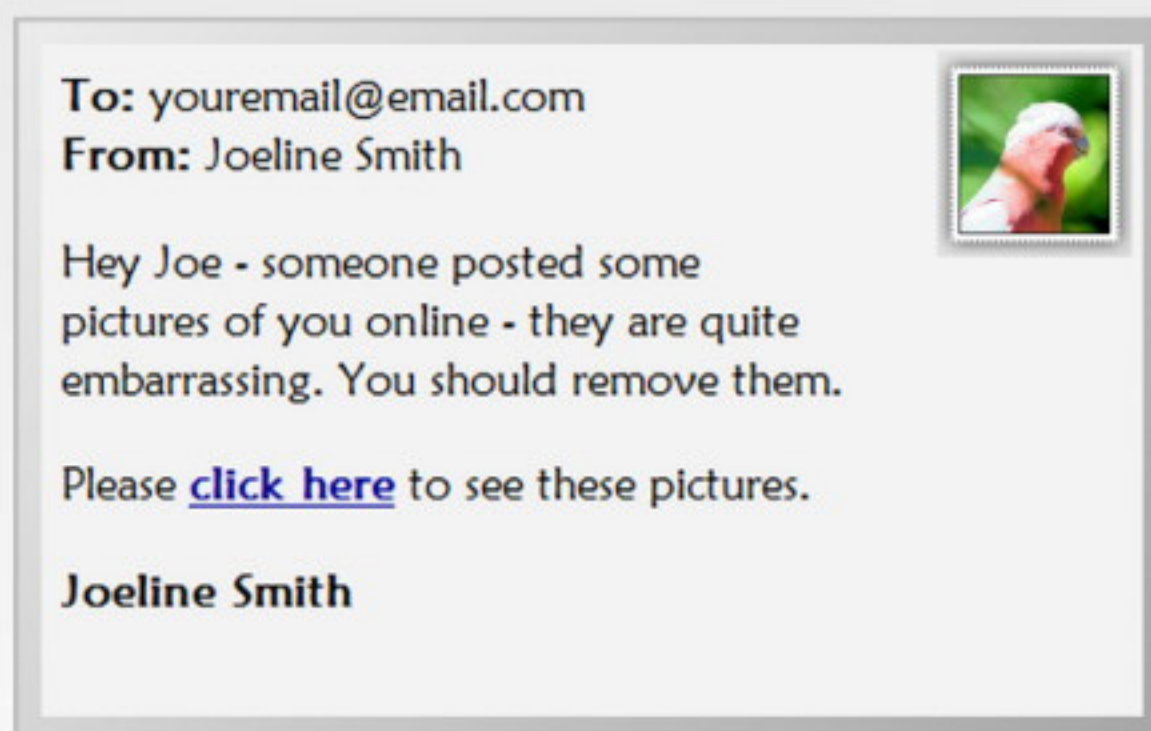 To: youremail@email.com
From: Joeline Smith
Hey Joe - someone posted some
pictures of you online - they are quite
embarrassing. You should remove them.
Please click here to see these pictures.
Joeline Smith